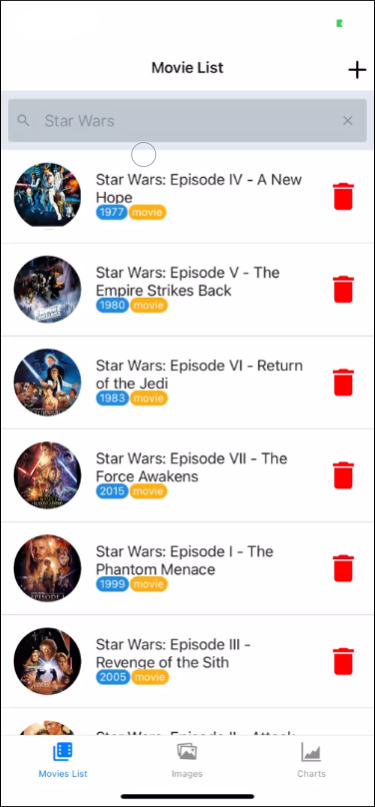 Movie List
Star Wars
Star Wars: Episode IV - A New
Hope
1977 movie
Star Wars: Episode V - The
Empire Strikes Back
1980 movie
Star Wars: Episode VI - Return
of the Jedi
1983 movie
Star Wars: Episode VII - The
Force Awakens
2015 movie
Star Wars: Episode I - The
Phantom Menace
1999 movie
Star Wars: Episode III -
Revenge of the Sith
2005 movie
Star Wars: Episode II - Attack
Movies List
Images
Charts